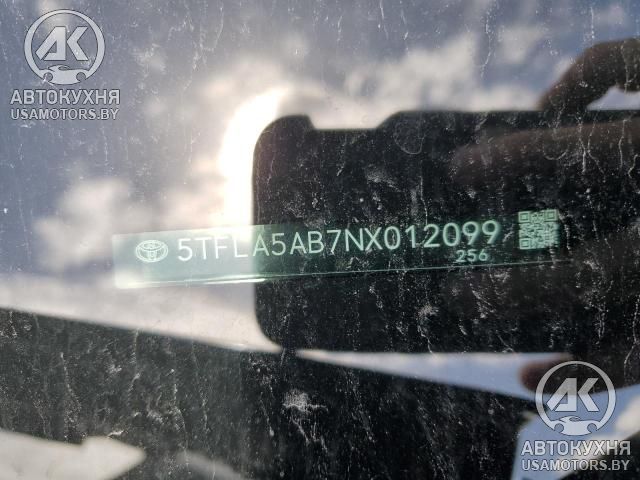 АК
АВТОКУХНЯ
USAMOTORS.BY
5TFLA5AB7NX012099
256
АК
АВТОКУХНЯ
USAMOTORS.BY